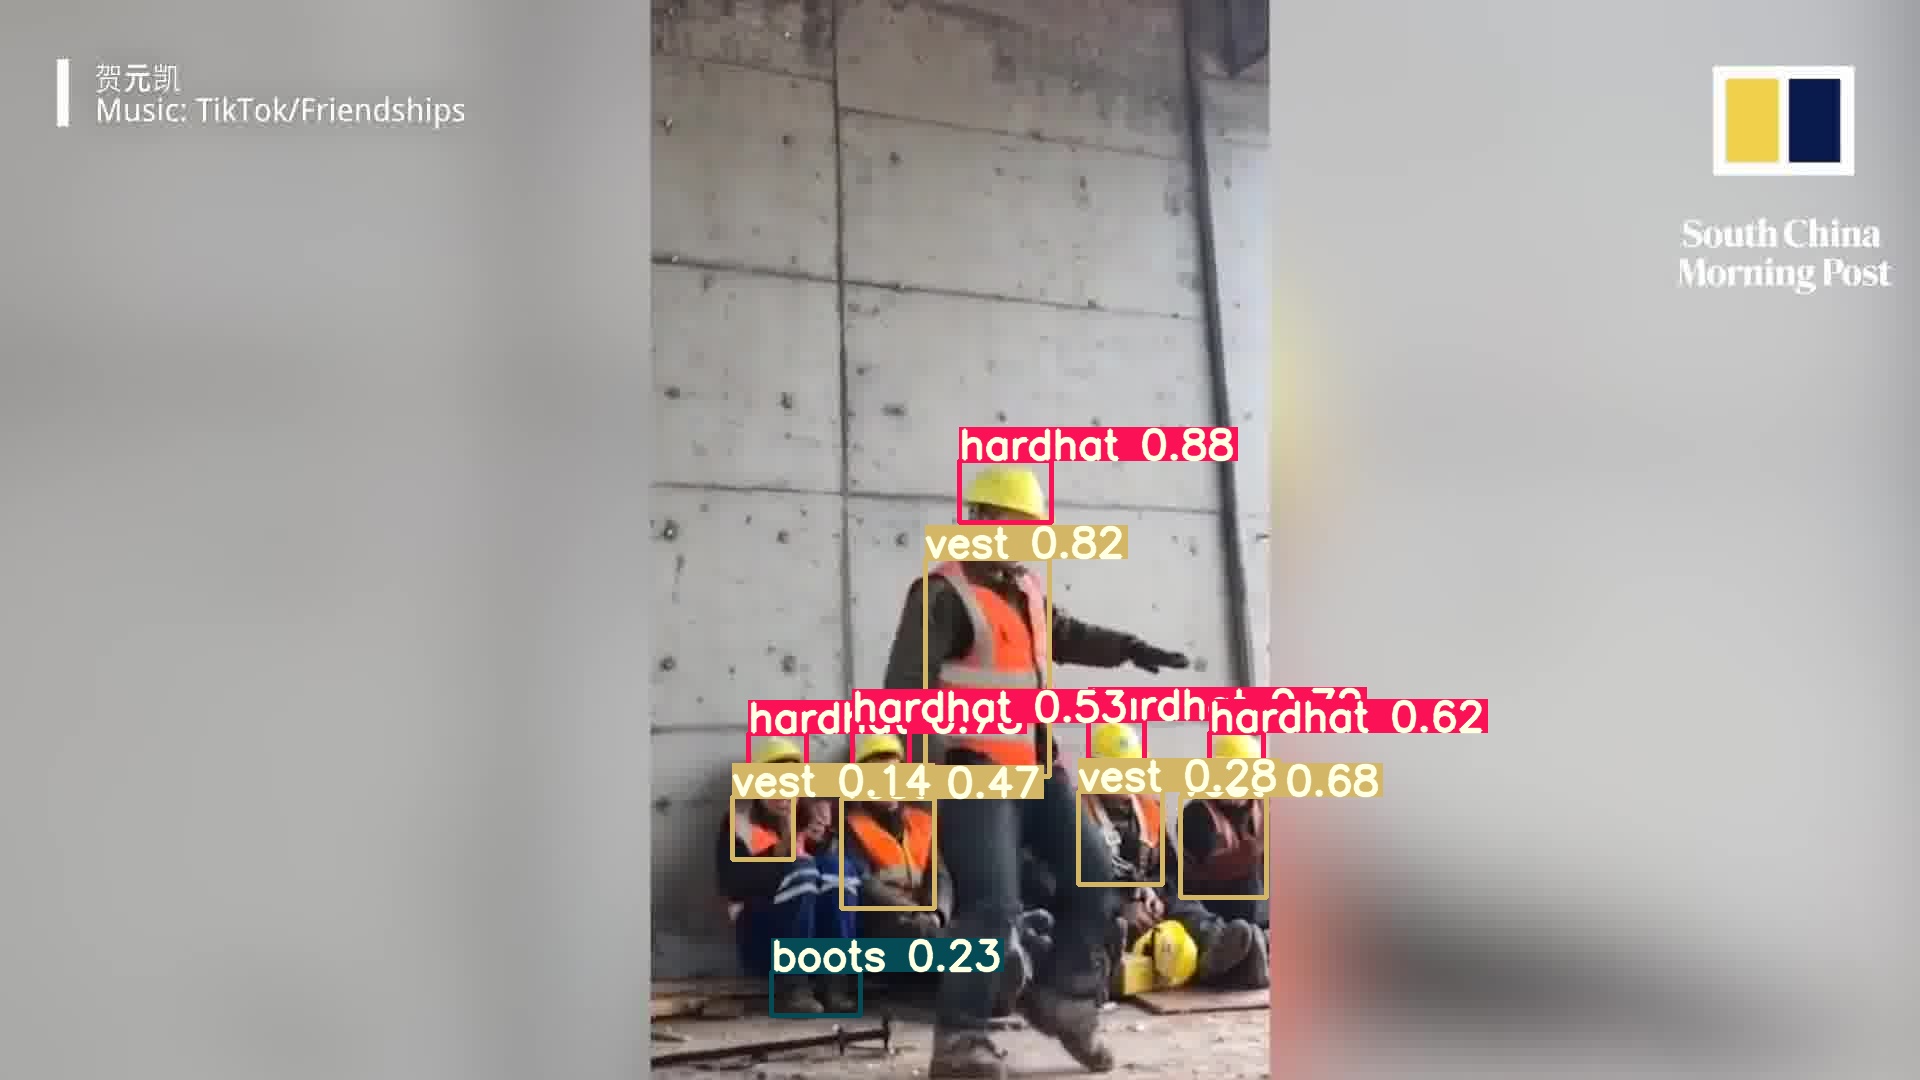 贺元凯
Music: TikTok/Friendships
South China
Morning Post
hardhat 0.88
vest 0.82
hardhat 0.53
hardhat 0.62
vest 0.14
0.47
vest 0.28
0.68
boots 0.23